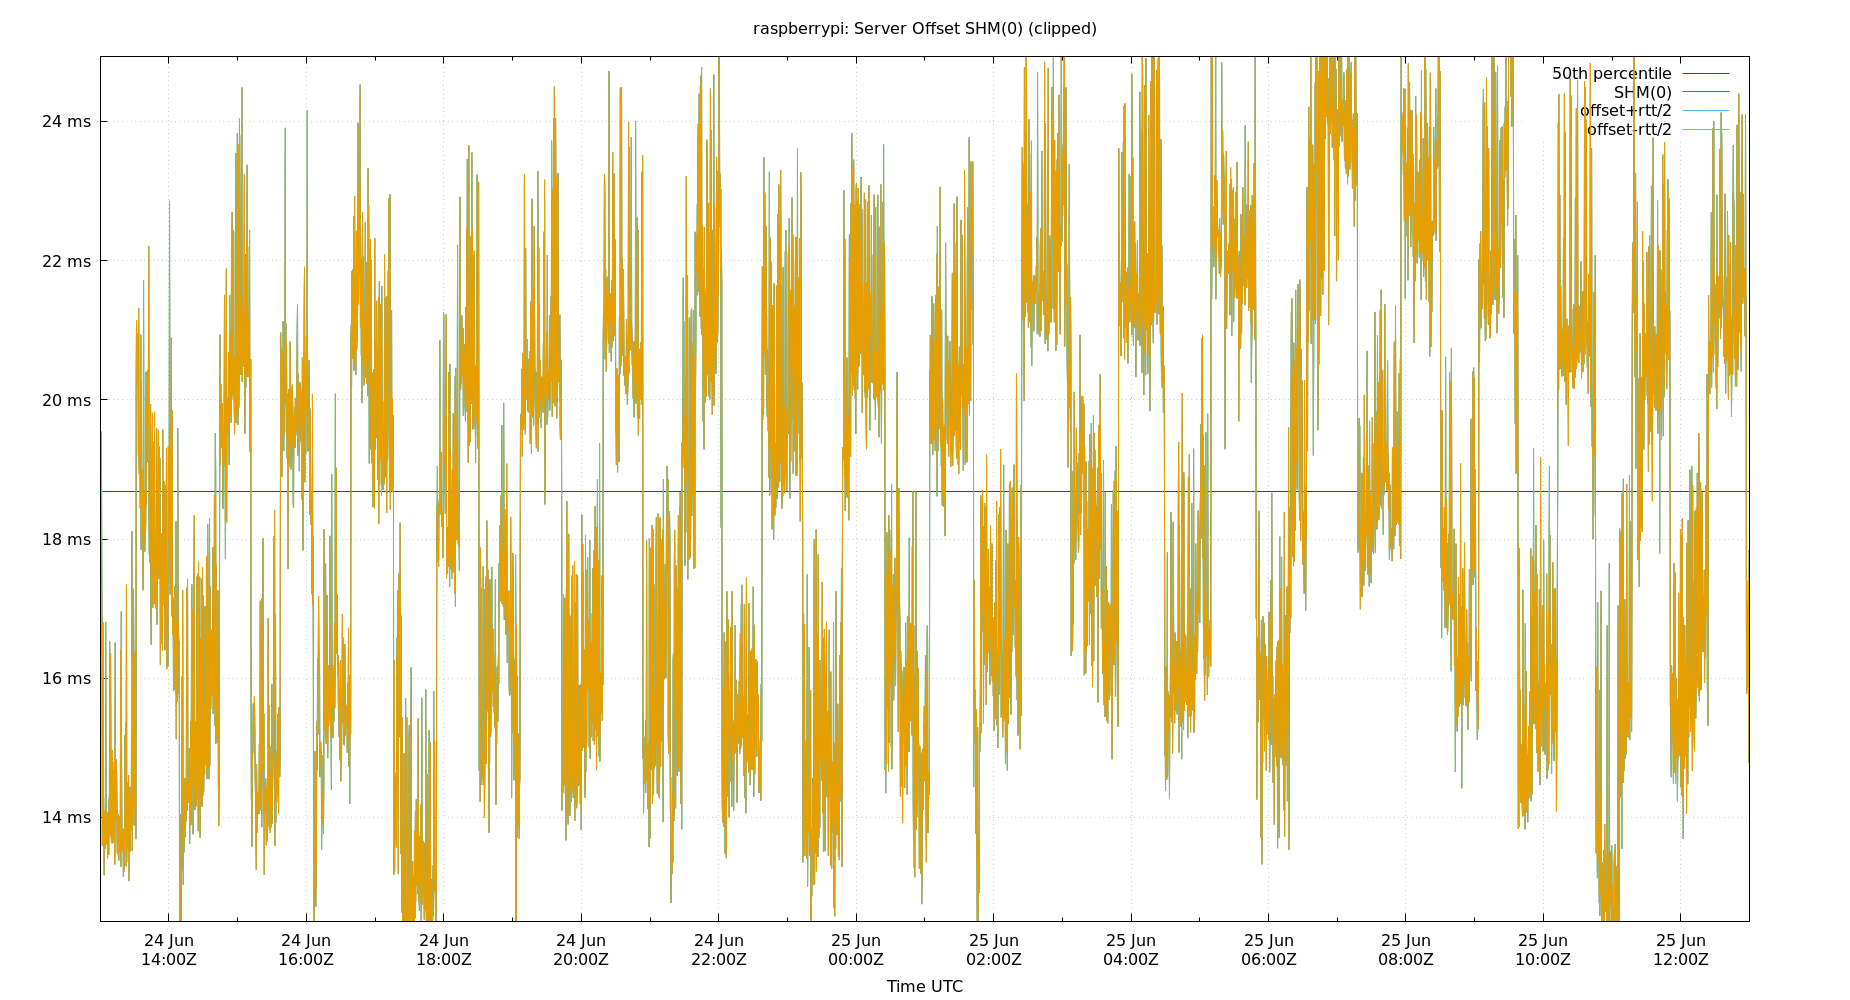 raspberrypi: Server Offset SHM(0) (clipped)
50th percentile
SHM(0)
offset+rtt/2
offset-rtt/2
24 ms
22 ms
20 ms
18 ms
16 ms
14 ms
24 Jun 24 Jun 24 Jun 24 Jun 24 Jun 25 Jun 25 Jun 25 Jun 25 Jun 25 Jun 25 Jun 25 Jun
14:00Z 16:00Z 18:00Z 20:00Z 22:00Z 00:00Z 02:00Z 04:00Z 06:00Z 08:00Z 10:00Z 12:00Z
Time UTC